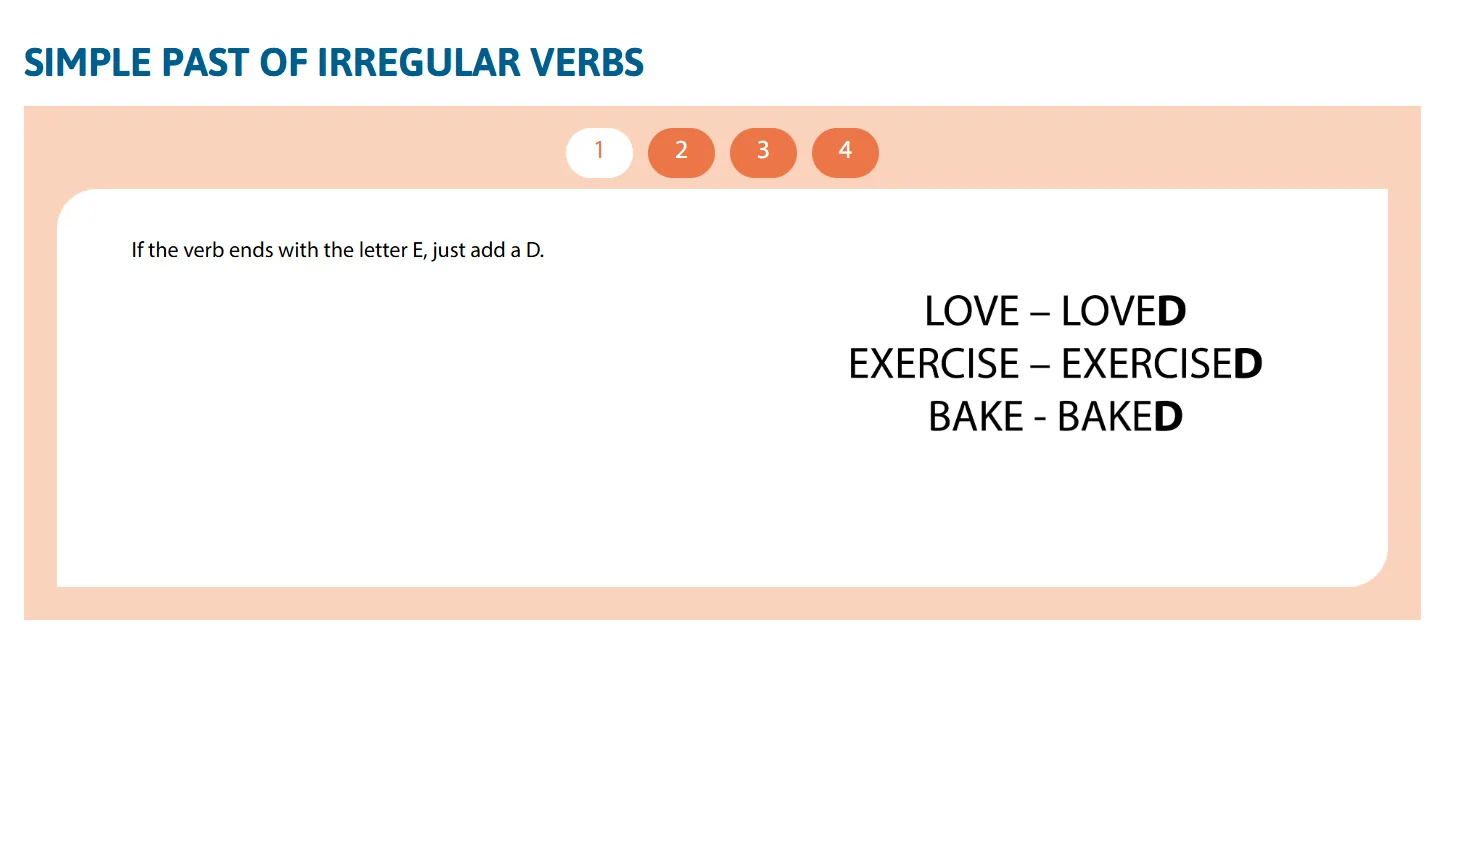 SIMPLE PAST OF IRREGULAR VERBS
1 2 3 4
If the verb ends with the letter E, just add a D.
LOVE – LOVED
EXERCISE – EXERCISED
BAKE - BAKED